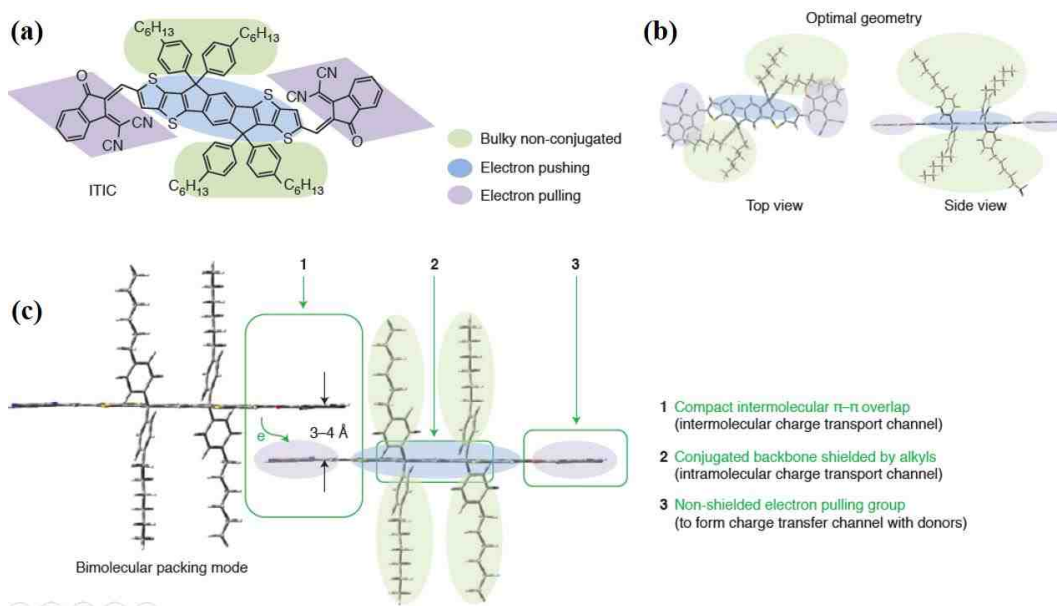 (a)
C6H13
C6H13
S
S
O
CN
CN
CN
CN
S
S
O
C6H13
C6H13
ITIC
Bulky non-conjugated
Electron pushing
Electron pulling
(b)
Optimal geometry
Top view
Side view
(c)
1
2
3
e
3–4 Å
Bimolecular packing mode
1 Compact intermolecular π–π overlap
(intermolecular charge transport channel)
2 Conjugated backbone shielded by alkyls
(intramolecular charge transport channel)
3 Non-shielded electron pulling group
(to form charge transfer channel with donors)